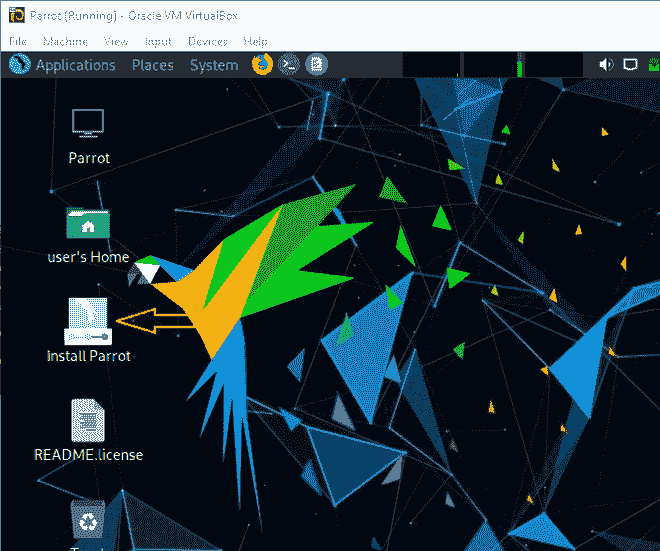 Parrot [Running] - Oracle VM VirtualBox
File Machine View Input Devices Help
Applications Places System
Parrot
user's Home
Install Parrot
README.license